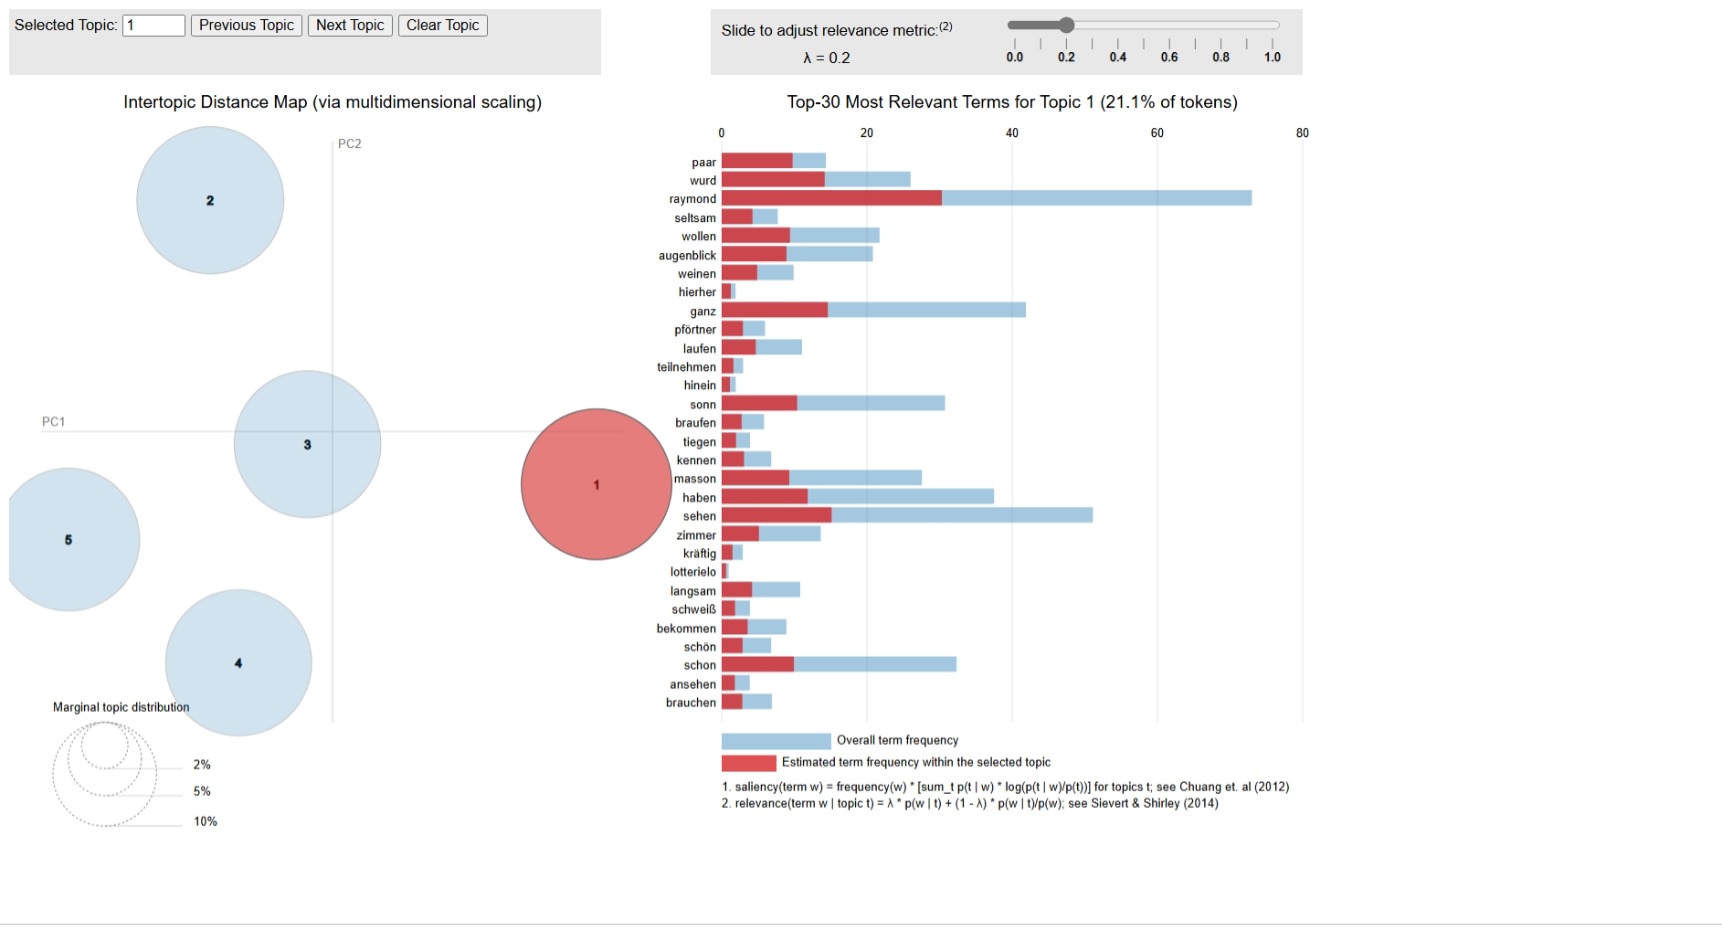 Selected Topic: 1 Previous Topic Next Topic Clear Topic
Slide to adjust relevance metric:(2)
λ = 0.2
0.0 0.2 0.4 0.6 0.8 1.0
Intertopic Distance Map (via multidimensional scaling)
PC2
PC1
2
3
1
5
4
Marginal topic distribution
2%
5%
10%
Top-30 Most Relevant Terms for Topic 1 (21.1% of tokens)
0 20 40 60 80
paar
wurd
raymond
seltsam
wollen
augenblick
weinen
hierher
ganz
pförtner
laufen
teilnehmen
hinein
sonn
braufen
tiegen
kennen
masson
haben
sehen
zimmer
kräftig
lotterielo
langsam
schweiß
bekommen
schön
schon
ansehen
brauchen
Overall term frequency
Estimated term frequency within the selected topic
1. saliency(term w) = frequency(w) * [sum_t p(t | w) * log(p(t | w)/p(t))] for topics t; see Chuang et. al (2012)
2. relevance(term w | topic t) = λ * p(w | t) + (1 - λ) * p(w | t)/p(w); see Sievert & Shirley (2014)